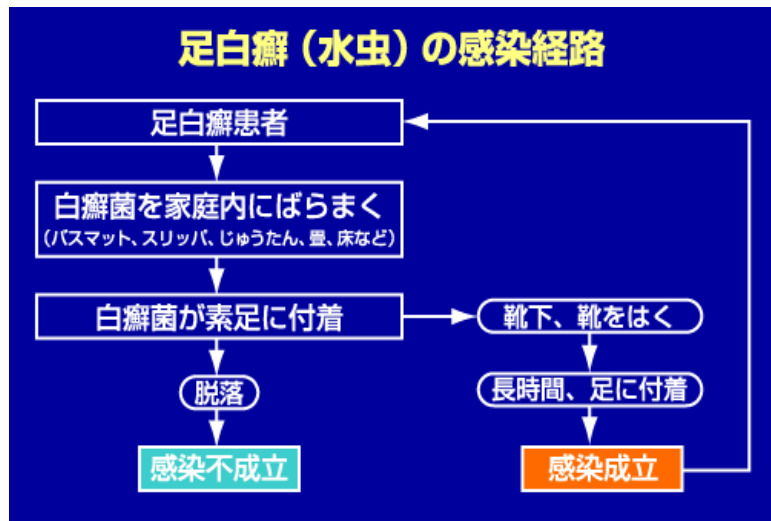 足白癬（水虫）の感染経路
足白癬患者
白癬菌を家庭内にばらまく
（バスマット、スリッパ、じゅうたん、畳、床など）
白癬菌が素足に付着
靴下、靴をはく
脱落
長時間、足に付着
感染不成立
感染成立